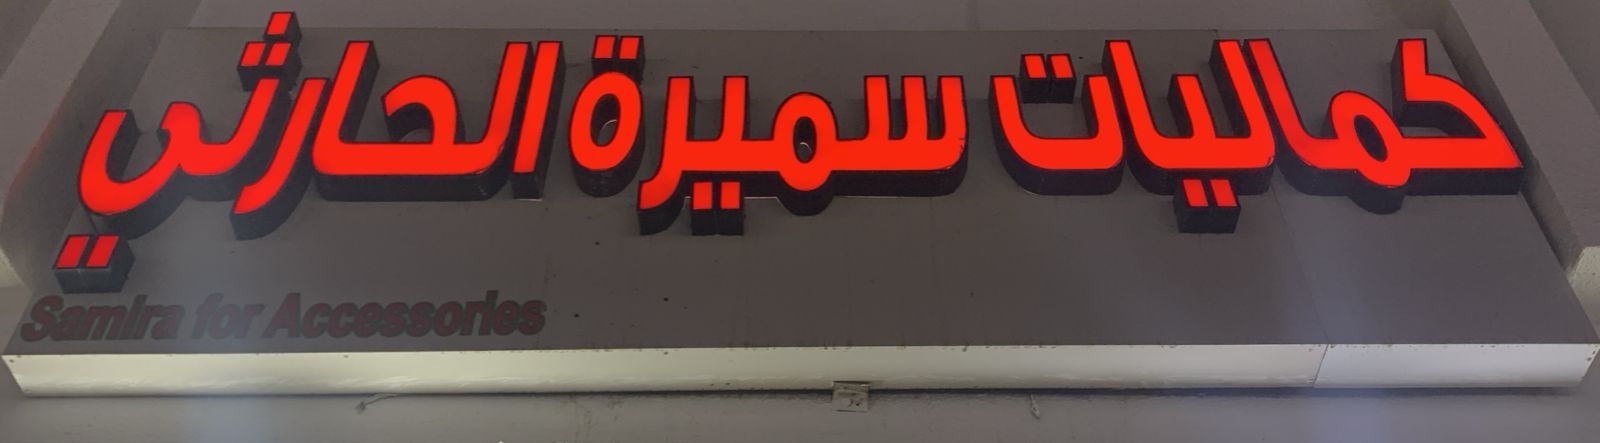 كماليات سميرة الحارثي
Samira for Accessories